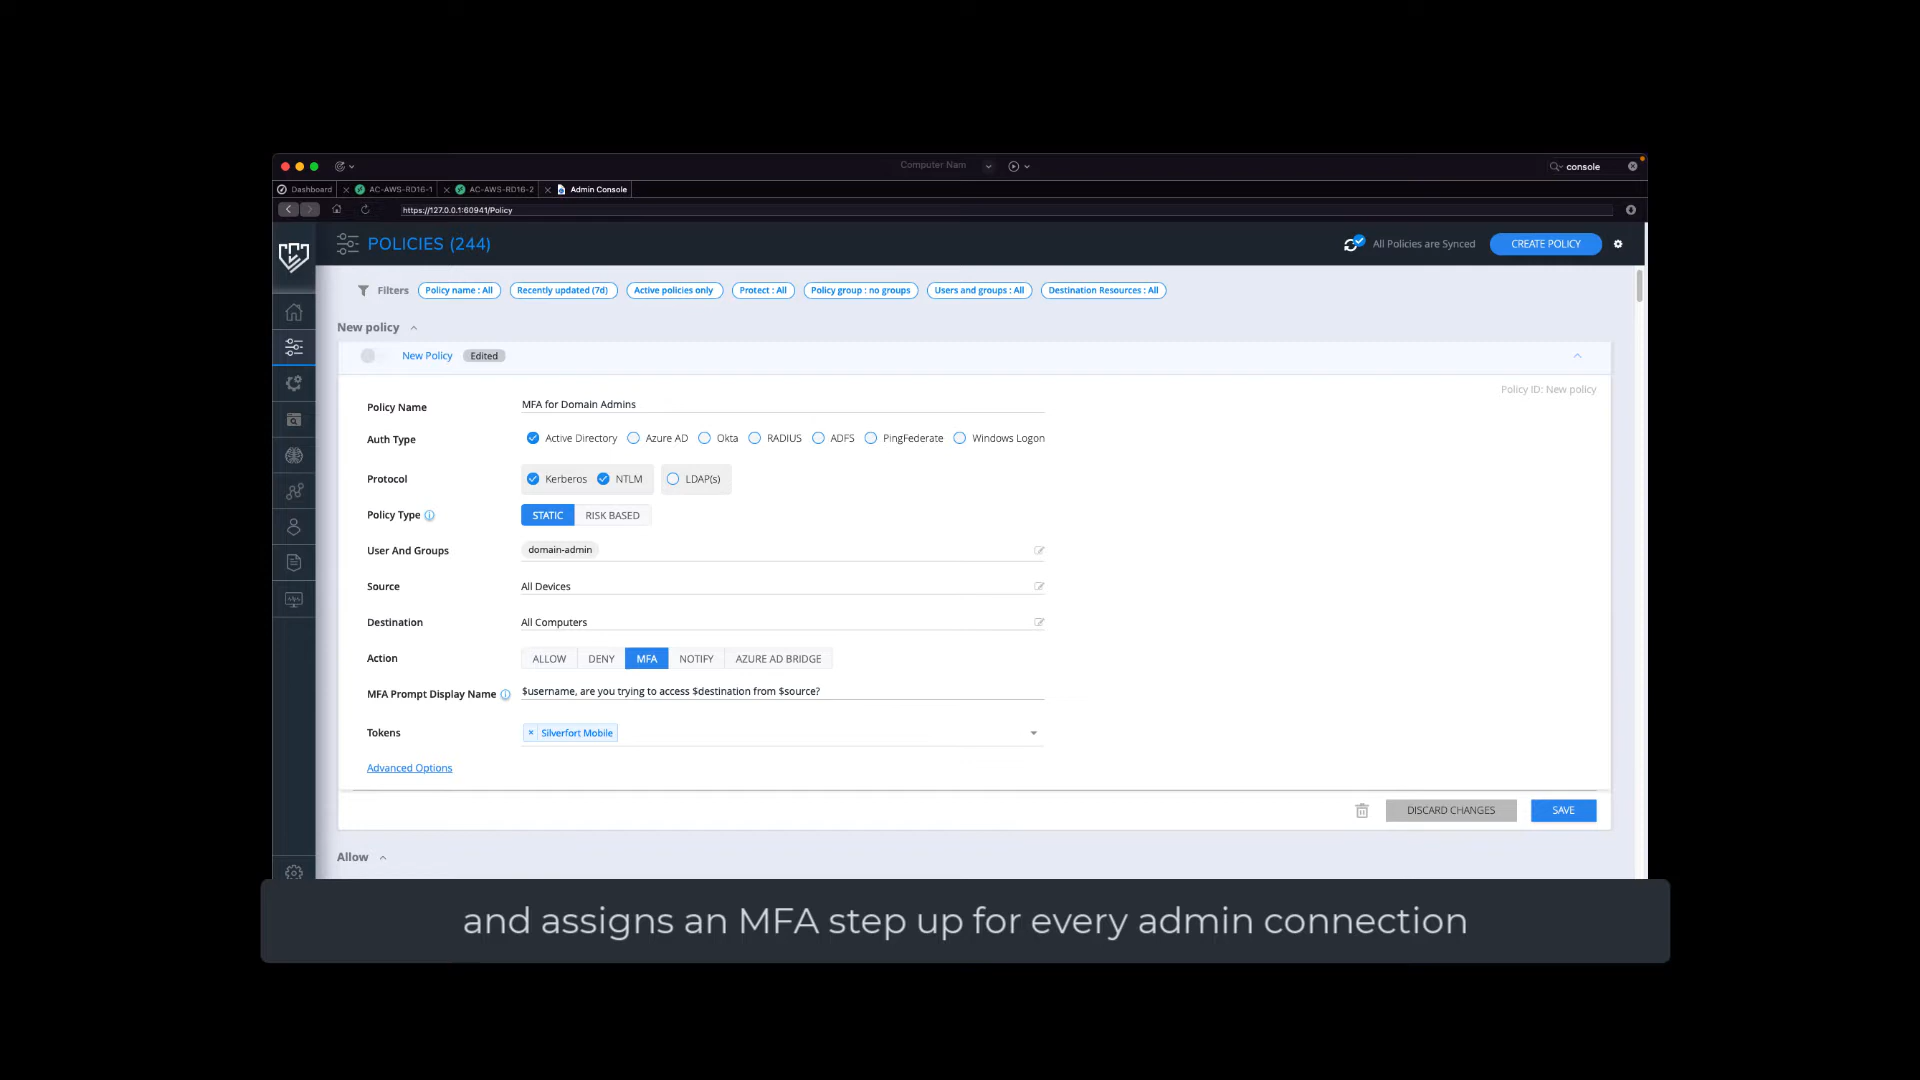 Computer Nam
console
Dashboard
AC-AWS-RD16-1
AC-AWS-RD16-2
Admin Console
https://127.0.0.1:60941/Policy
POLICIES (244)
All Policies are Synced
CREATE POLICY
Filters
Policy name : All
Recently updated (7d)
Active policies only
Protect : All
Policy group : no groups
Users and groups : All
Destination Resources : All
New policy
New Policy
Edited
Policy ID: New policy
Policy Name
MFA for Domain Admins
Auth Type
Active Directory
Azure AD
Okta
RADIUS
ADFS
PingFederate
Windows Logon
Protocol
Kerberos
NTLM
LDAP(s)
Policy Type
STATIC
RISK BASED
User And Groups
domain-admin
Source
All Devices
Destination
All Computers
Action
ALLOW
DENY
MFA
NOTIFY
AZURE AD BRIDGE
MFA Prompt Display Name
$username, are you trying to access $destination from $source?
Tokens
× Silverfort Mobile
Advanced Options
DISCARD CHANGES
SAVE
Allow
and assigns an MFA step up for every admin connection